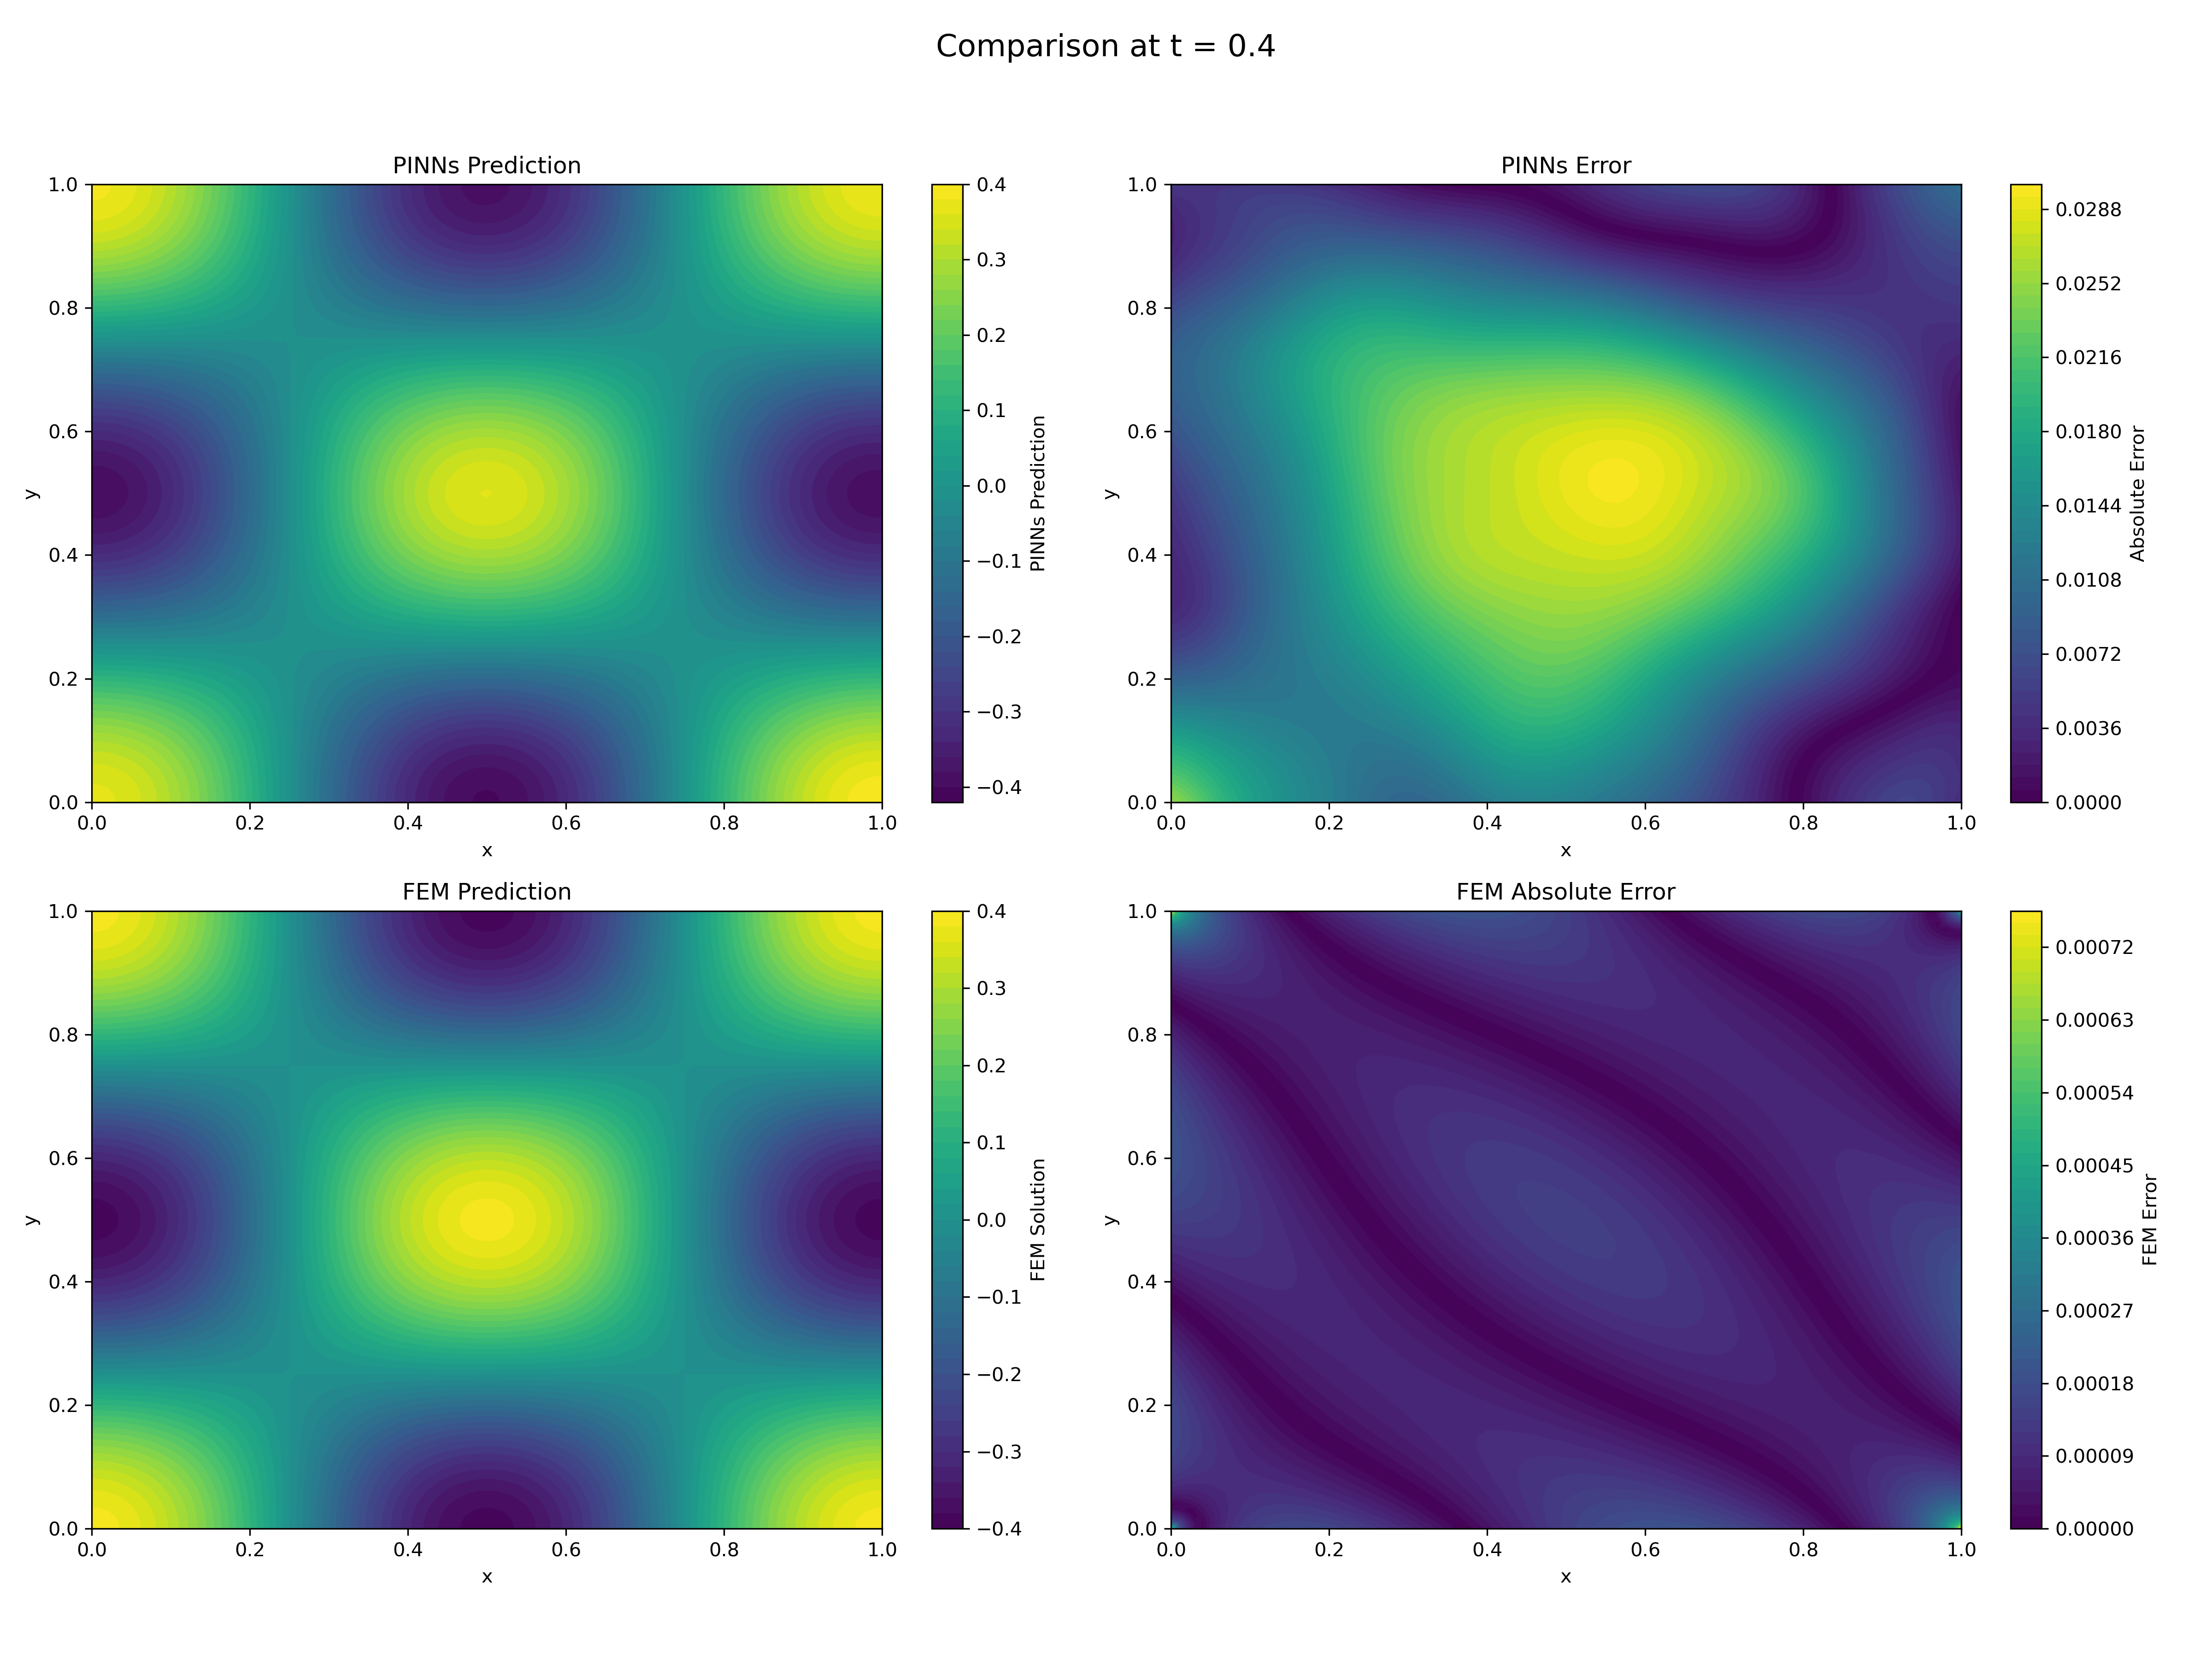 Comparison at t = 0.4
PINNs Prediction
1.0
0.8
0.6
0.4
0.2
0.0
y
0.0 0.2 0.4 0.6 0.8 1.0
x
0.4
0.3
0.2
0.1
0.0
−0.1
−0.2
−0.3
−0.4
PINNs Prediction
PINNs Error
1.0
0.8
0.6
0.4
0.2
0.0
y
0.0 0.2 0.4 0.6 0.8 1.0
x
0.0288
0.0252
0.0216
0.0180
0.0144
0.0108
0.0072
0.0036
0.0000
Absolute Error
FEM Prediction
1.0
0.8
0.6
0.4
0.2
0.0
y
0.0 0.2 0.4 0.6 0.8 1.0
x
0.4
0.3
0.2
0.1
0.0
−0.1
−0.2
−0.3
−0.4
FEM Solution
FEM Absolute Error
1.0
0.8
0.6
0.4
0.2
0.0
y
0.0 0.2 0.4 0.6 0.8 1.0
x
0.00072
0.00063
0.00054
0.00045
0.00036
0.00027
0.00018
0.00009
0.00000
FEM Error